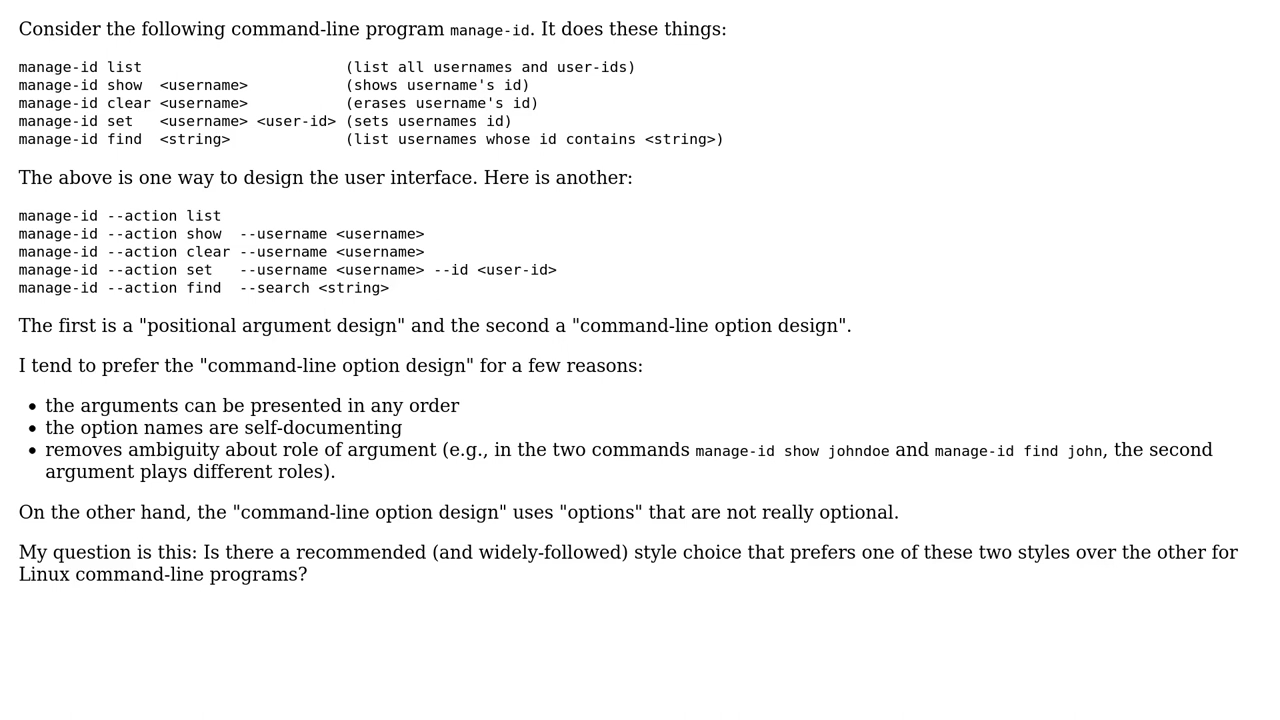 Consider the following command-line program manage-id. It does these things:
manage-id list                       (list all usernames and user-ids)
manage-id show  <username>           (shows username's id)
manage-id clear <username>           (erases username's id)
manage-id set   <username> <user-id> (sets usernames id)
manage-id find  <string>             (list usernames whose id contains <string>)
The above is one way to design the user interface. Here is another:
manage-id --action list
manage-id --action show  --username <username>
manage-id --action clear --username <username>
manage-id --action set   --username <username> --id <user-id>
manage-id --action find  --search <string>
The first is a "positional argument design" and the second a "command-line option design".
I tend to prefer the "command-line option design" for a few reasons:
• the arguments can be presented in any order
• the option names are self-documenting
• removes ambiguity about role of argument (e.g., in the two commands manage-id show johndoe and manage-id find john, the second
argument plays different roles).
On the other hand, the "command-line option design" uses "options" that are not really optional.
My question is this: Is there a recommended (and widely-followed) style choice that prefers one of these two styles over the other for
Linux command-line programs?